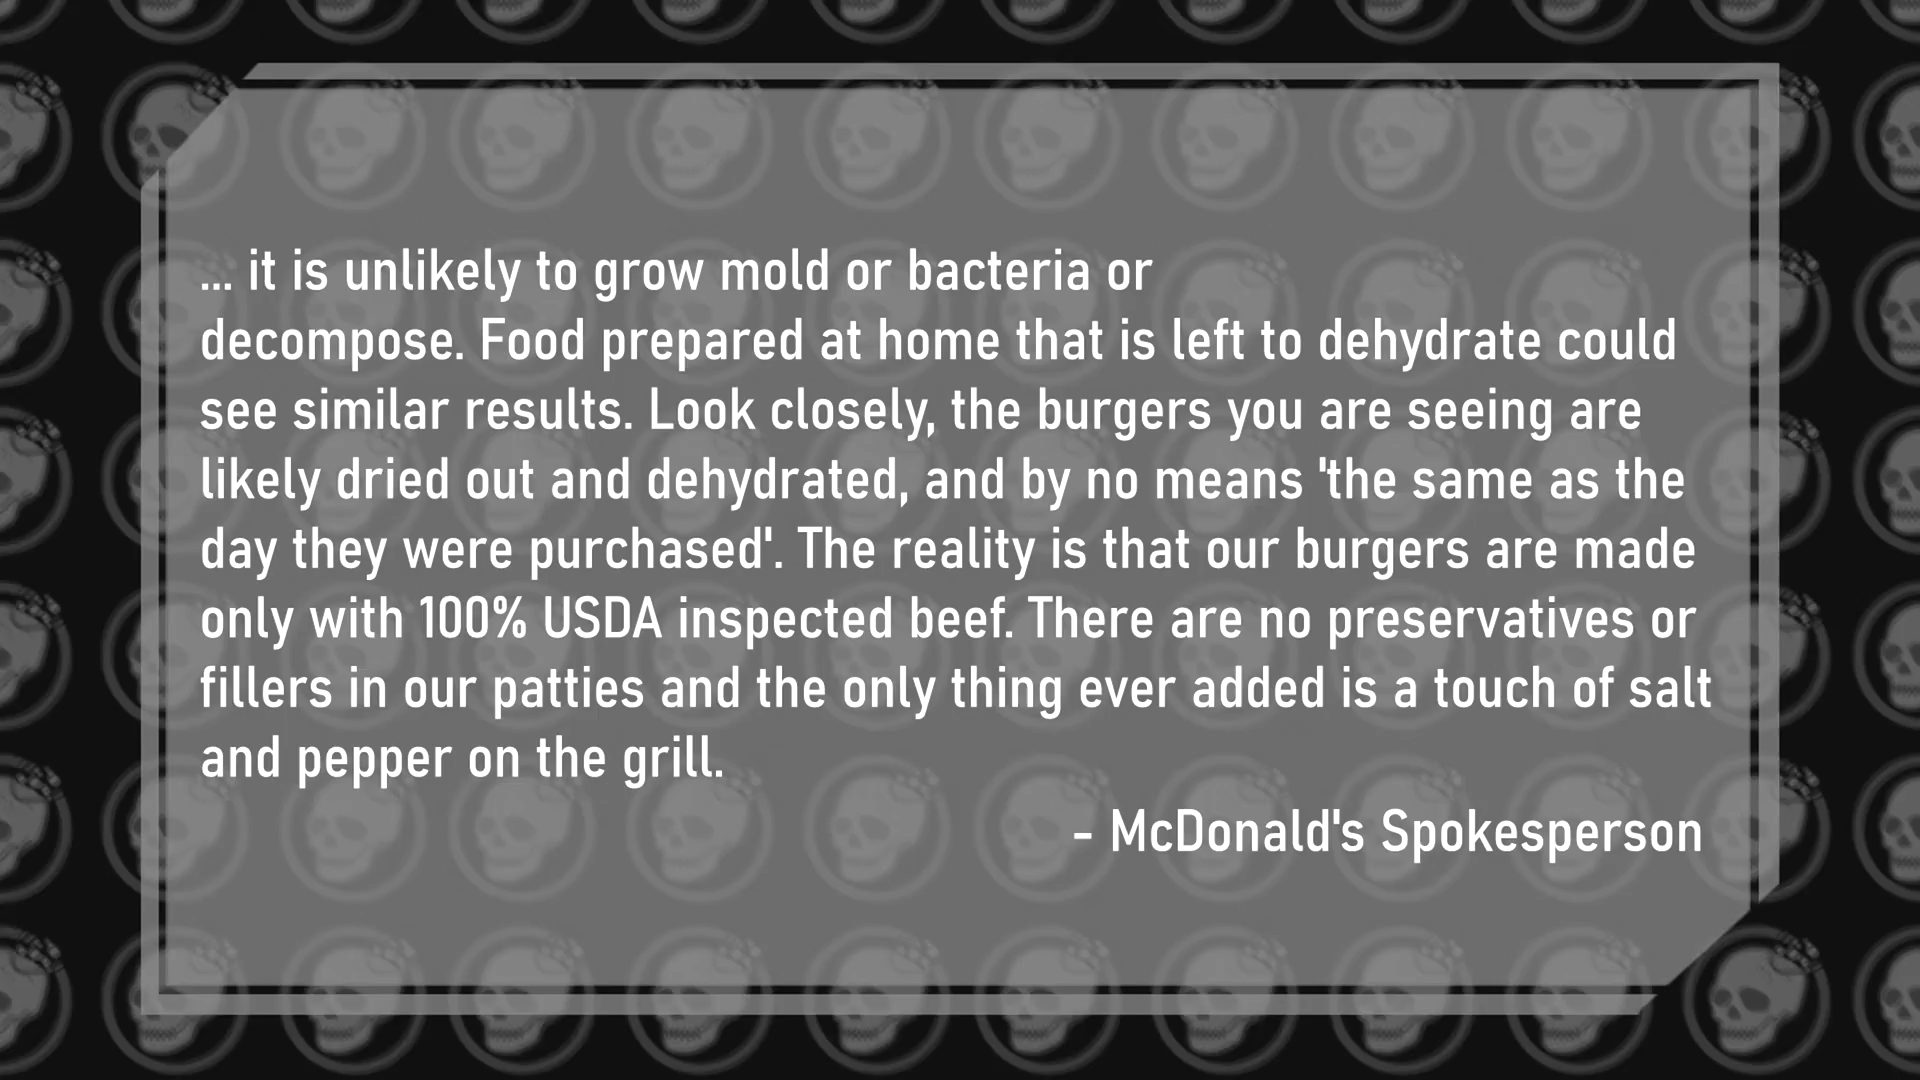 ... it is unlikely to grow mold or bacteria or
decompose. Food prepared at home that is left to dehydrate could
see similar results. Look closely, the burgers you are seeing are
likely dried out and dehydrated, and by no means 'the same as the
day they were purchased'. The reality is that our burgers are made
only with 100% USDA inspected beef. There are no preservatives or
fillers in our patties and the only thing ever added is a touch of salt
and pepper on the grill.
- McDonald's Spokesperson